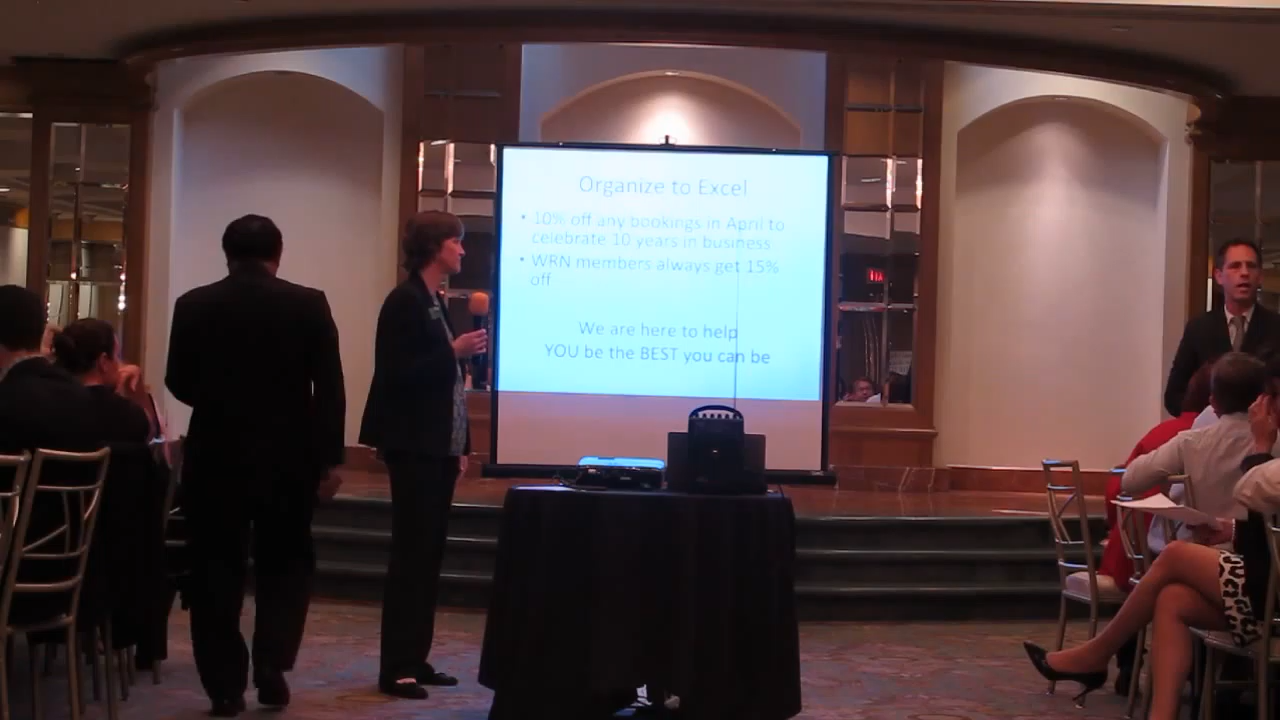 Organize to Excel
• 10% off any bookings in April to
celebrate 10 years in business
• WRN members always get 15%
off
We are here to help
YOU be the BEST you can be